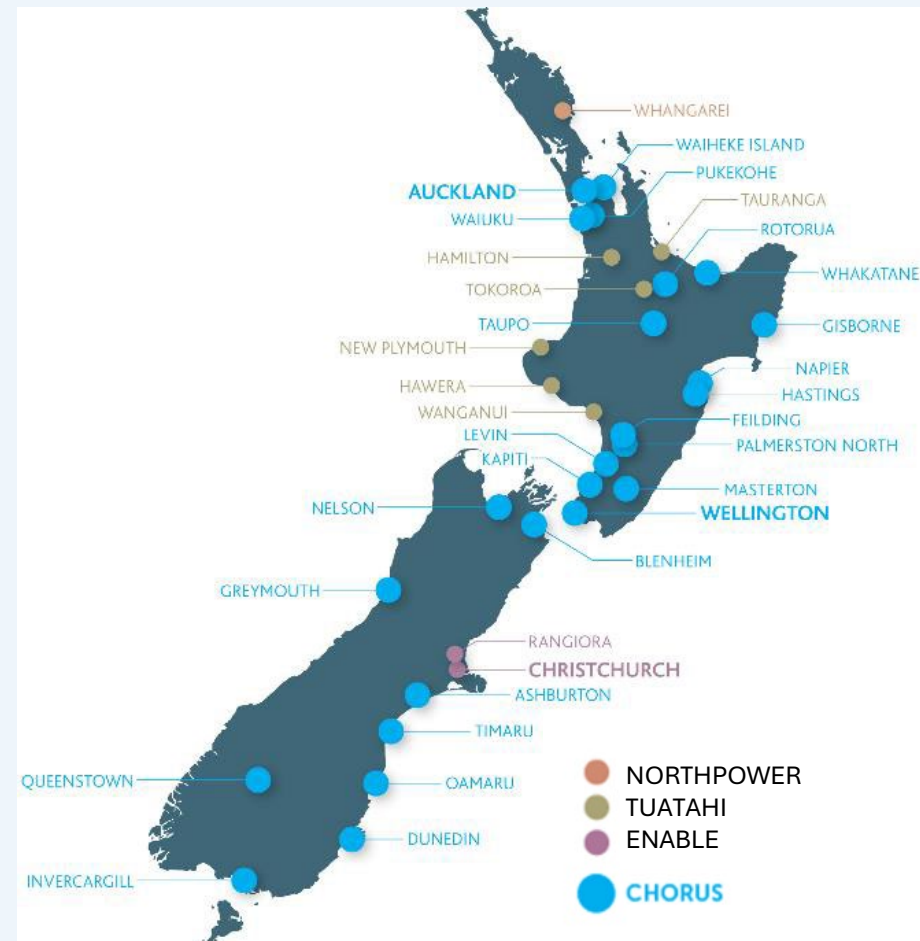 WHANGAREI
WAIHEKE ISLAND
PUKEKOHE
AUCKLAND
TAURANGA
WAIUKU
ROTORUA
HAMILTON
WHAKATANE
TOKOROA
TAUPO
GISBORNE
NEW PLYMOUTH
NAPIER
HAWERA
HASTINGS
WANGANUI
FEILDING
LEVIN
PALMERSTON NORTH
KAPITI
MASTERTON
NELSON
WELLINGTON
BLENHEIM
GREYMOUTH
RANGIORA
CHRISTCHURCH
ASHBURTON
TIMARU
QUEENSTOWN
OAMARU
DUNEDIN
INVERCARGILL
NORTHPOWER
TUATAHI
ENABLE
CHORUS